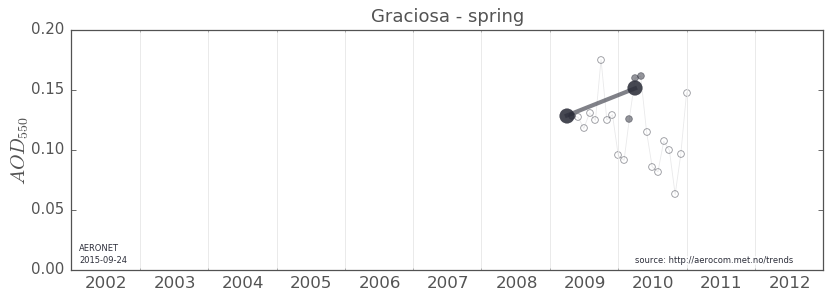 Graciosa - spring
0.20
0.15
0.10
0.05
0.00
AOD550
AERONET
2015-09-24
source: http://aerocom.met.no/trends
2002 2003 2004 2005 2006 2007 2008 2009 2010 2011 2012